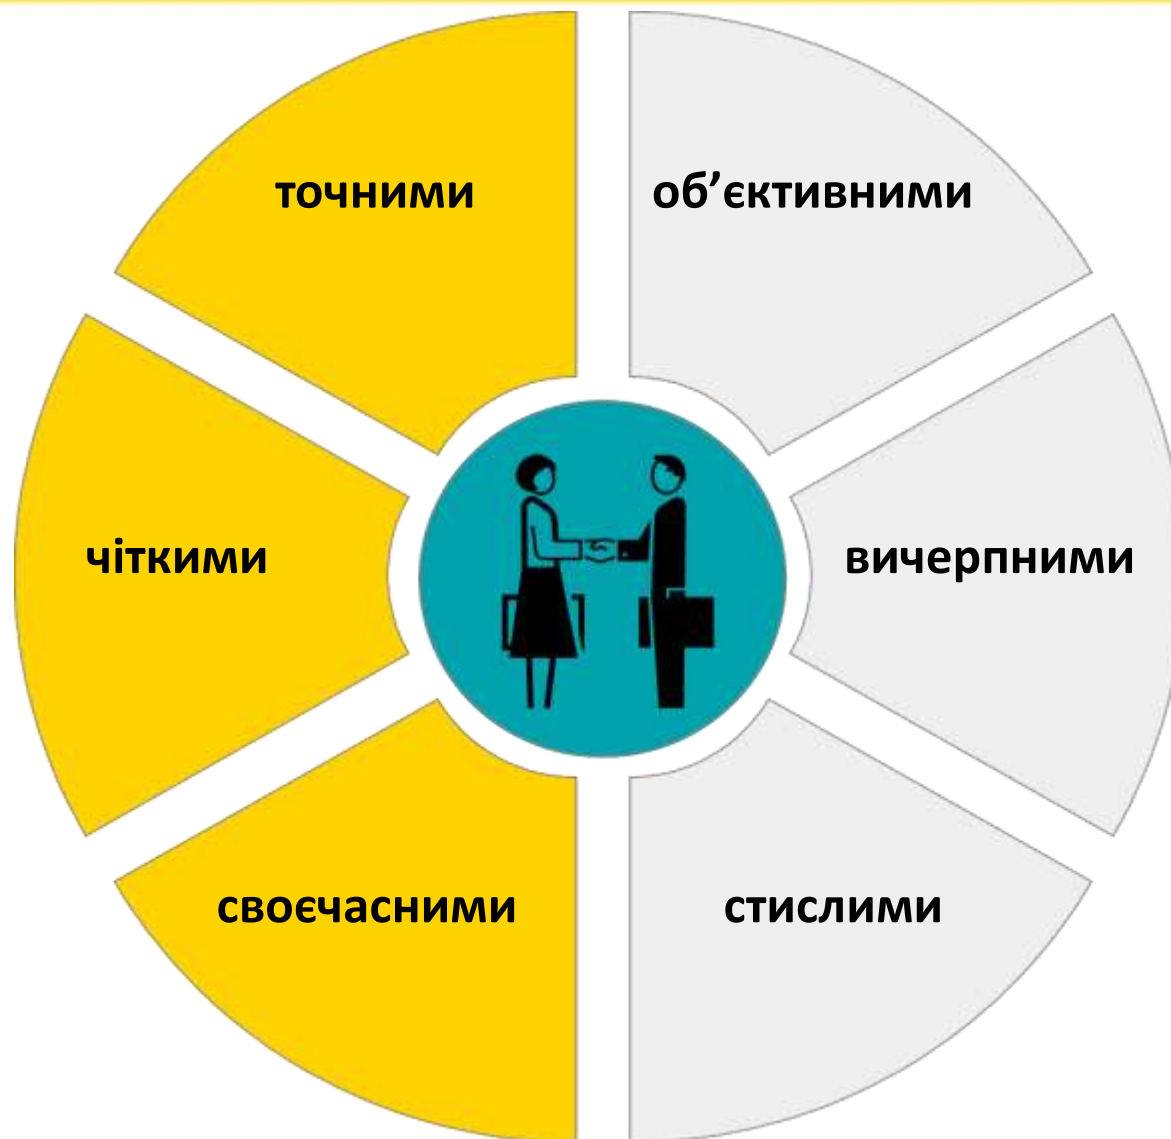 точними
об’єктивними
чіткими
вичерпними
своєчасними
стислими